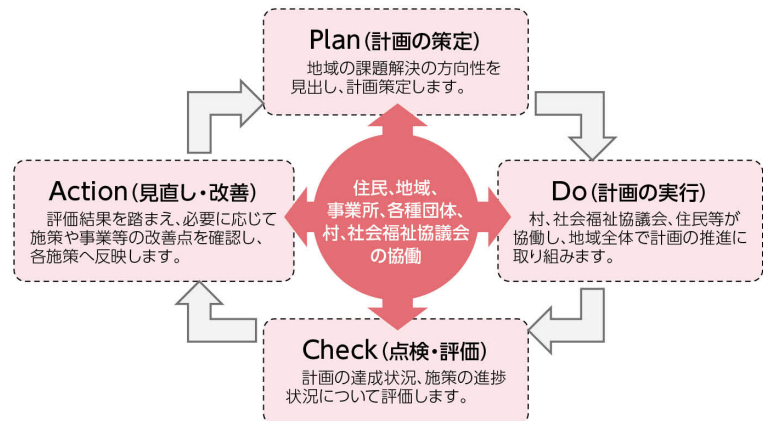 Plan(計画の策定)
地域の課題解決の方向性を
見出し、計画策定します。
Action(見直し・改善)
評価結果を踏まえ、必要に応じて
施策や事業等の改善点を確認し、
各施策へ反映します。
住民、地域、
事業所、各種団体、
村、社会福祉協議会
の協働
Do(計画の実行)
村、社会福祉協議会、住民等が
協働し、地域全体で計画の推進に
取り組みます。
Check(点検・評価)
計画の達成状況、施策の進捗
状況について評価します。